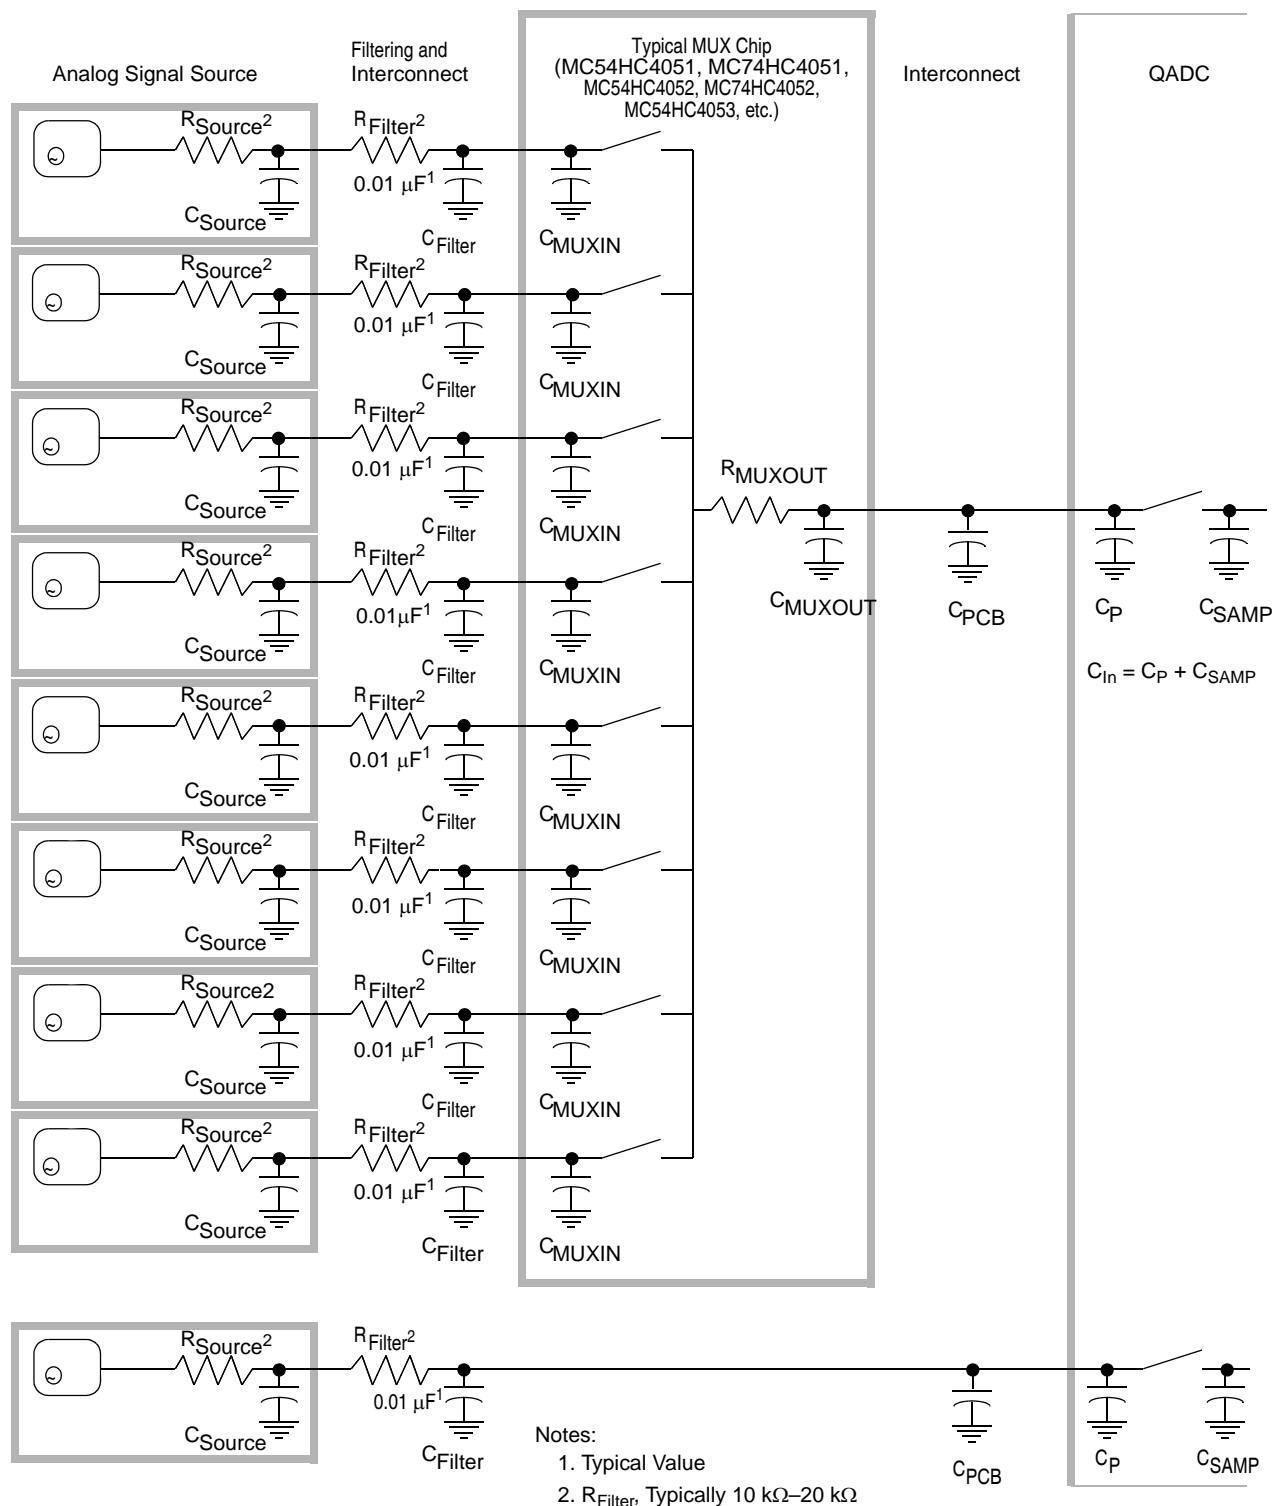 Analog Signal Source
Filtering and
Interconnect
Typical MUX Chip
(MC54HC4051, MC74HC4051,
MC54HC4052, MC74HC4052,
MC54HC4053, etc.)
Interconnect
QADC
RSource2
RFilter2
0.01 μF1
CSource
CFilter
CMUXIN
RSource2
RFilter2
0.01 μF1
CSource
CFilter
CMUXIN
RSource2
RFilter2
0.01 μF1
CSource
CFilter
CMUXIN
RMUXOUT
RSource2
RFilter2
0.01μF1
CSource
CFilter
CMUXIN
CMUXOUT
CPCB
CP
CSAMP
CIn = CP + CSAMP
RSource2
RFilter2
0.01 μF1
CSource
CFilter
CMUXIN
RSource2
RFilter2
0.01 μF1
CSource
CFilter
CMUXIN
RSource2
RFilter2
0.01 μF1
CSource
CFilter
CMUXIN
RSource2
RFilter2
0.01 μF1
CSource
CFilter
CMUXIN
RSource2
RFilter2
0.01 μF1
CSource
CFilter
CPCB
CP
CSAMP
Notes:
1. Typical Value
2. RFilter, Typically 10 kΩ–20 kΩ